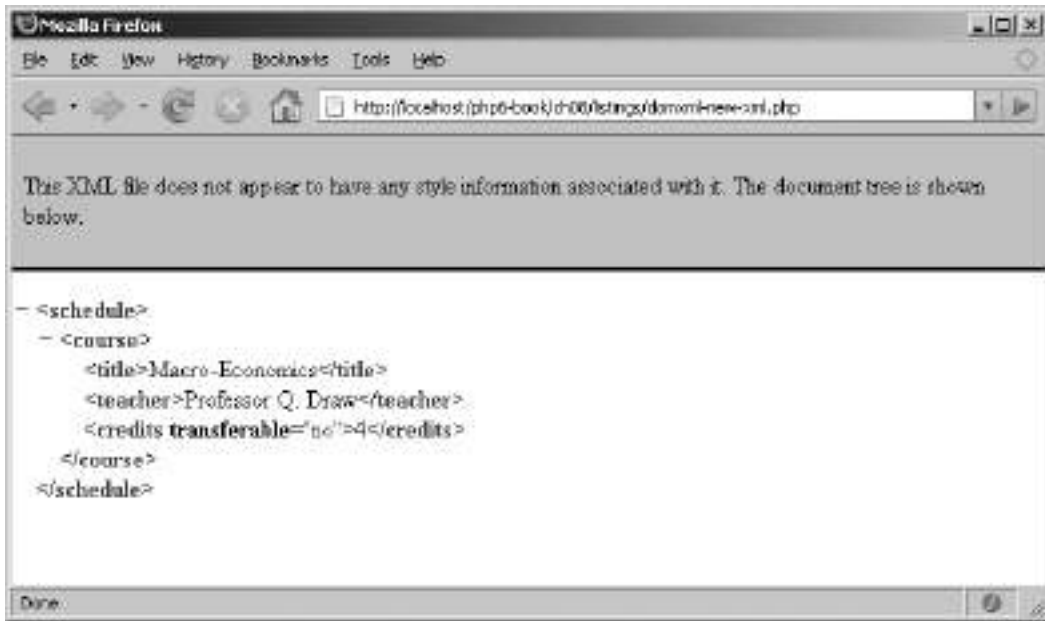 Mozilla Firefox
File Edit View History Bookmarks Tools Help
http://localhost/php6-book/ch08/listings/domxml-new-xml.php
This XML file does not appear to have any style information associated with it. The document tree is shown
below.
− <schedule>
− <course>
<title>Macro-Economics</title>
<teacher>Professor Q. Draw</teacher>
<credits transferable="no">4</credits>
</course>
</schedule>
Done